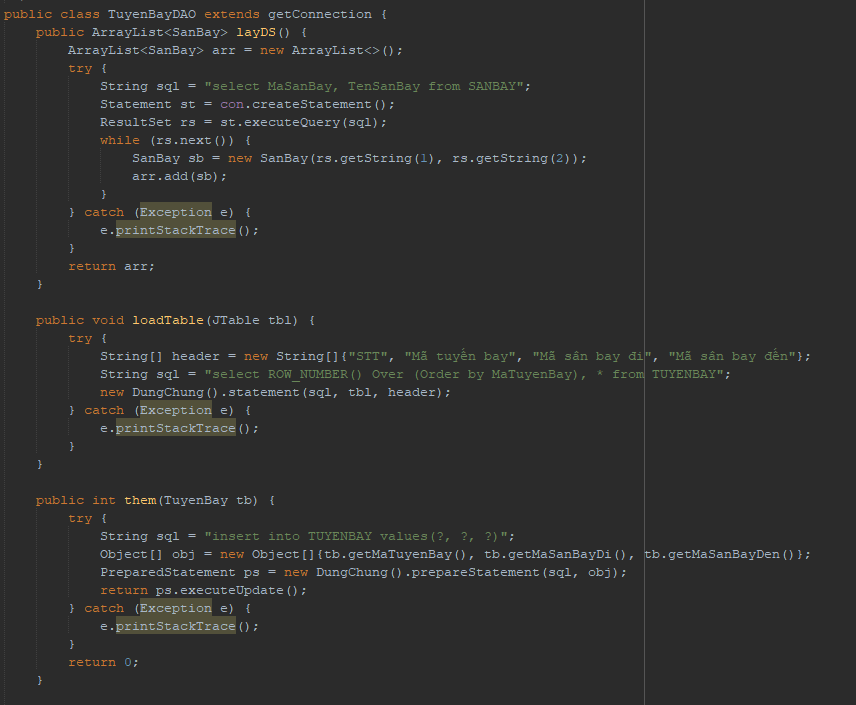 public class TuyenBayDAO extends getConnection {
    public ArrayList<SanBay> layDS() {
        ArrayList<SanBay> arr = new ArrayList<>();
        try {
            String sql = "select MaSanBay, TenSanBay from SANBAY";
            Statement st = con.createStatement();
            ResultSet rs = st.executeQuery(sql);
            while (rs.next()) {
                SanBay sb = new SanBay(rs.getString(1), rs.getString(2));
                arr.add(sb);
            }
        } catch (Exception e) {
            e.printStackTrace();
        }
        return arr;
    }

    public void loadTable(JTable tbl) {
        try {
            String[] header = new String[]{"STT", "Mã tuyến bay", "Mã sân bay đi", "Mã sân bay đến"};
            String sql = "select ROW_NUMBER() Over (Order by MaTuyenBay), * from TUYENBAY";
            new DungChung().statement(sql, tbl, header);
        } catch (Exception e) {
            e.printStackTrace();
        }
    }

    public int them(TuyenBay tb) {
        try {
            String sql = "insert into TUYENBAY values(?, ?, ?)";
            Object[] obj = new Object[]{tb.getMaTuyenBay(), tb.getMaSanBayDi(), tb.getMaSanBayDen()};
            PreparedStatement ps = new DungChung().prepareStatement(sql, obj);
            return ps.executeUpdate();
        } catch (Exception e) {
            e.printStackTrace();
        }
        return 0;
    }